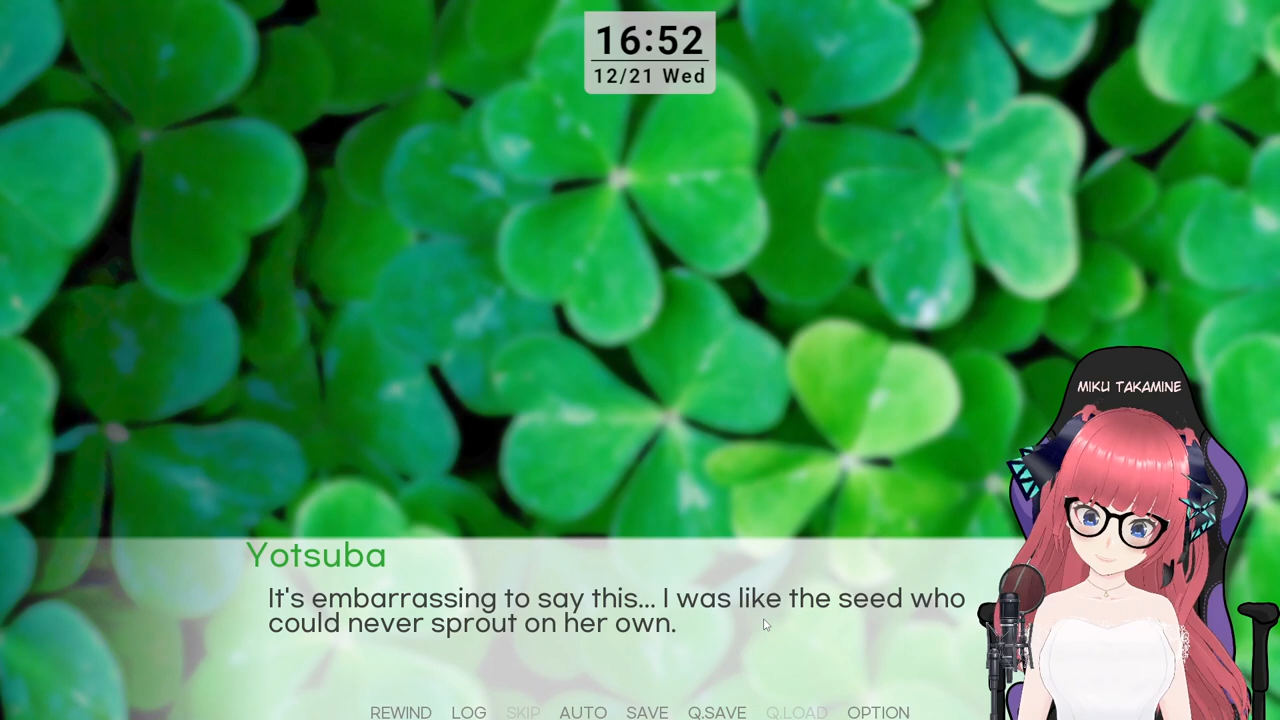 16:52
12/21 Wed
MIKU TAKAMINE
Yotsuba
It's embarrassing to say this... I was like the seed who
could never sprout on her own.
REWIND LOG SKIP AUTO SAVE Q.SAVE Q.LOAD OPTION